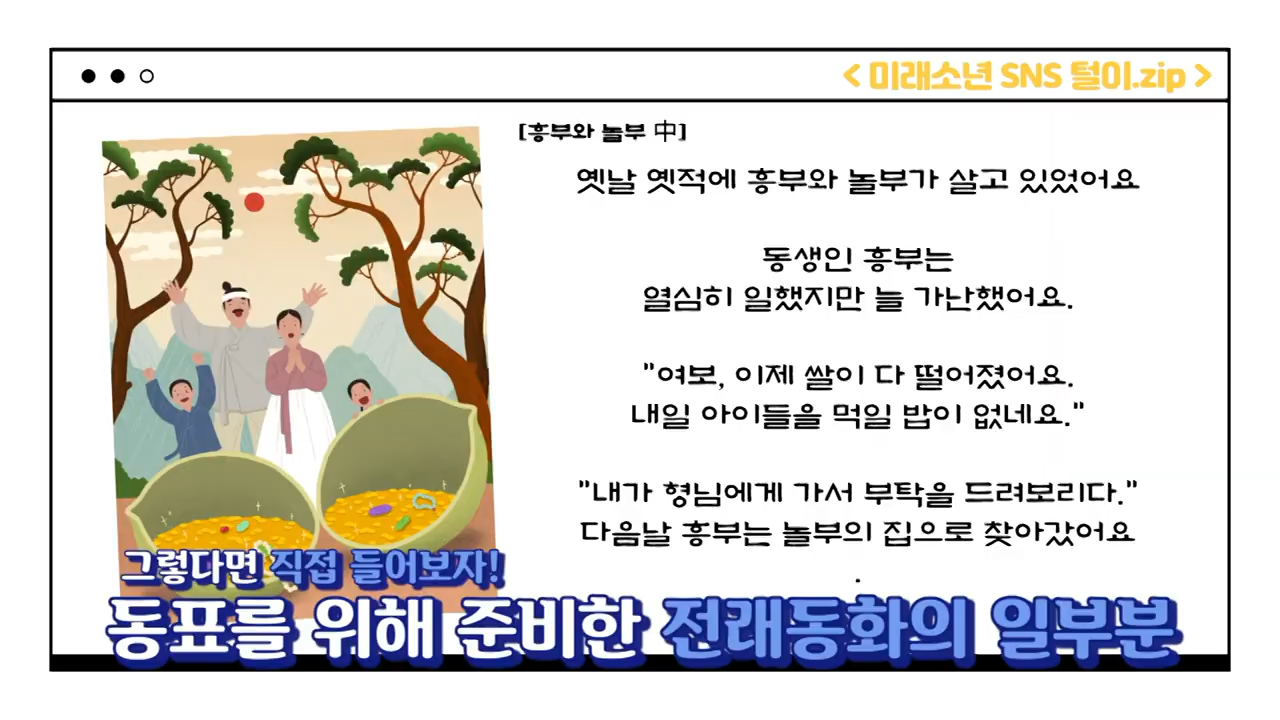 < 미래소년 SNS 털이.zip >
[흥부와 놀부 中]
옛날 옛적에 흥부와 놀부가 살고 있었어요
동생인 흥부는
열심히 일했지만 늘 가난했어요.
"여보, 이제 쌀이 다 떨어졌어요.
내일 아이들을 먹일 밥이 없네요."
"내가 형님에게 가서 부탁을 드려보리다."
다음날 흥부는 놀부의 집으로 찾아갔어요
.
그렇다면 직접 들어보자!
동표를 위해 준비한 전래동화의 일부분